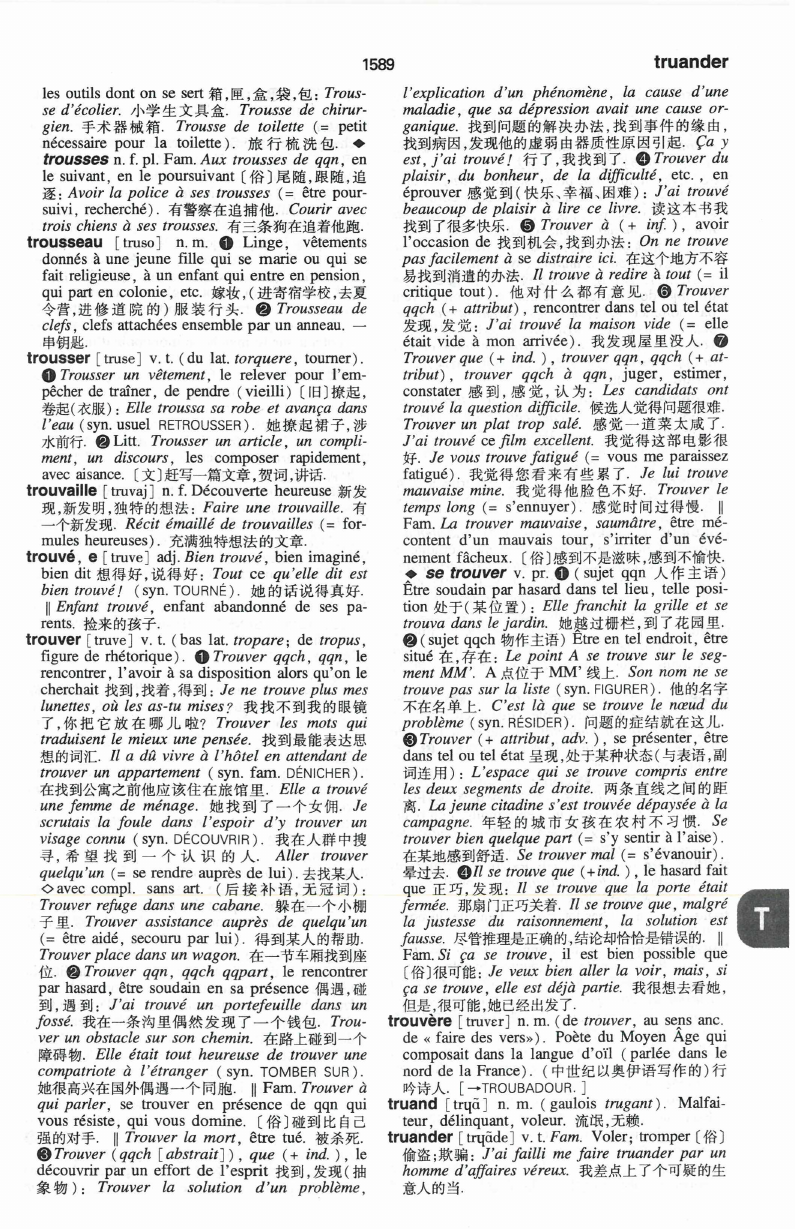 1589
truander
les outils dont on se sert 箱,匣,盒,袋,包: Trous-
se d'écolier. 小学生文具盒. Trousse de chirur-
gien. 手术器械箱. Trousse de toilette (= petit
nécessaire pour la toilette). 旅行梳洗包. ◆
trousses n. f. pl. Fam. Aux trousses de qqn, en
le suivant, en le poursuivant〔俗〕尾随,跟随,追
逐: Avoir la police à ses trousses (= être pour-
suivi, recherché). 有警察在追捕他. Courir avec
trois chiens à ses trousses. 有三条狗在追着他跑.
trousseau [truso] n. m. ❶ Linge, vêtements
donnés à une jeune fille qui se marie ou qui se
fait religieuse, à un enfant qui entre en pension,
qui part en colonie, etc. 嫁妆,(进寄宿学校,去夏
令营,进修道院的)服装行头. ❷ Trousseau de
clefs, clefs attachées ensemble par un anneau. 一
串钥匙.
trousser [truse] v. t. (du lat. torquere, tourner).
❶ Trousser un vêtement, le relever pour l'em-
pêcher de traîner, de pendre (vieilli)〔旧〕撩起,
卷起(衣服): Elle troussa sa robe et avança dans
l'eau (syn. usuel RETROUSSER). 她撩起裙子,涉
水前行. ❷ Litt. Trousser un article, un compli-
ment, un discours, les composer rapidement,
avec aisance.〔文〕赶写一篇文章,贺词,讲话.
trouvaille [truvaj] n. f. Découverte heureuse 新发
现,新发明,独特的想法: Faire une trouvaille. 有
一个新发现. Récit émaillé de trouvailles (= for-
mules heureuses). 充满独特想法的文章.
trouvé, e [truve] adj. Bien trouvé, bien imaginé,
bien dit 想得好,说得好: Tout ce qu'elle dit est
bien trouvé! (syn. TOURNÉ). 她的话说得真好.
‖ Enfant trouvé, enfant abandonné de ses pa-
rents. 捡来的孩子.
trouver [truve] v. t. (bas lat. tropare; de tropus,
figure de rhétorique). ❶ Trouver qqch, qqn, le
rencontrer, l'avoir à sa disposition alors qu'on le
cherchait 找到,找着,得到: Je ne trouve plus mes
lunettes, où les as-tu mises? 我找不到我的眼镜
了,你把它放在哪儿啦? Trouver les mots qui
traduisent le mieux une pensée. 找到最能表达思
想的词汇. Il a dû vivre à l'hôtel en attendant de
trouver un appartement (syn. fam. DÉNICHER).
在找到公寓之前他应该住在旅馆里. Elle a trouvé
une femme de ménage. 她找到了一个女佣. Je
scrutais la foule dans l'espoir d'y trouver un
visage connu (syn. DÉCOUVRIR). 我在人群中搜
寻,希望找到一个认识的人. Aller trouver
quelqu'un (= se rendre auprès de lui). 去找某人.
◇avec compl. sans art. (后接补语,无冠词):
Trouver refuge dans une cabane. 躲在一个小棚
子里. Trouver assistance auprès de quelqu'un
(= être aidé, secouru par lui). 得到某人的帮助.
Trouver place dans un wagon. 在一节车厢找到座
位. ❷ Trouver qqn, qqch qqpart, le rencontrer
par hasard, être soudain en sa présence 偶遇,碰
到,遇到: J'ai trouvé un portefeuille dans un
fossé. 我在一条沟里偶然发现了一个钱包. Trou-
ver un obstacle sur son chemin. 在路上碰到一个
障碍物. Elle était tout heureuse de trouver une
compatriote à l'étranger (syn. TOMBER SUR).
她很高兴在国外偶遇一个同胞. ‖ Fam. Trouver à
qui parler, se trouver en présence de qqn qui
vous résiste, qui vous domine.〔俗〕碰到比自己
强的对手. ‖ Trouver la mort, être tué. 被杀死.
❸ Trouver (qqch [abstrait]), que (+ ind.), le
découvrir par un effort de l'esprit 找到,发现(抽
象物): Trouver la solution d'un problème,
l'explication d'un phénomène, la cause d'une
maladie, que sa dépression avait une cause or-
ganique. 找到问题的解决办法,找到事件的缘由,
找到病因,发现他的虚弱由器质性原因引起. Ça y
est, j'ai trouvé! 行了,我找到了. ❹ Trouver du
plaisir, du bonheur, de la difficulté, etc., en
éprouver 感觉到(快乐、幸福、困难): J'ai trouvé
beaucoup de plaisir à lire ce livre. 读这本书我
找到了很多快乐. ❺ Trouver à (+ inf.), avoir
l'occasion de 找到机会,找到办法: On ne trouve
pas facilement à se distraire ici. 在这个地方不容
易找到消遣的办法. Il trouve à redire à tout (= il
critique tout). 他对什么都有意见. ❻ Trouver
qqch (+ attribut), rencontrer dans tel ou tel état
发现,发觉: J'ai trouvé la maison vide (= elle
était vide à mon arrivée). 我发现屋里没人. ❼
Trouver que (+ ind.), trouver qqn, qqch (+ at-
tribut), trouver qqch à qqn, juger, estimer,
constater 感到,感觉,认为: Les candidats ont
trouvé la question difficile. 候选人觉得问题很难.
Trouver un plat trop salé. 感觉一道菜太咸了.
J'ai trouvé ce film excellent. 我觉得这部电影很
好. Je vous trouve fatigué (= vous me paraissez
fatigué). 我觉得您看来有些累了. Je lui trouve
mauvaise mine. 我觉得他脸色不好. Trouver le
temps long (= s'ennuyer). 感觉时间过得慢. ‖
Fam. La trouver mauvaise, saumâtre, être mé-
content d'un mauvais tour, s'irriter d'un évé-
nement fâcheux.〔俗〕感到不是滋味,感到不愉快.
◆ se trouver v. pr. ❶ (sujet qqn 人作主语)
Être soudain par hasard dans tel lieu, telle posi-
tion 处于(某位置): Elle franchit la grille et se
trouva dans le jardin. 她越过栅栏,到了花园里.
❷ (sujet qqch 物作主语) Être en tel endroit, être
situé 在,存在: Le point A se trouve sur le seg-
ment MM'. A 点位于 MM' 线上. Son nom ne se
trouve pas sur la liste (syn. FIGURER). 他的名字
不在名单上. C'est là que se trouve le nœud du
problème (syn. RÉSIDER). 问题的症结就在这儿.
❸ Trouver (+ attribut, adv.), se présenter, être
dans tel ou tel état 呈现,处于某种状态(与表语,副
词连用): L'espace qui se trouve compris entre
les deux segments de droite. 两条直线之间的距
离. La jeune citadine s'est trouvée dépaysée à la
campagne. 年轻的城市女孩在农村不习惯. Se
trouver bien quelque part (= s'y sentir à l'aise).
在某地感到舒适. Se trouver mal (= s'évanouir).
晕过去. ❹ Il se trouve que (+ind.), le hasard fait
que 正巧,发现: Il se trouve que la porte était
fermée. 那扇门正巧关着. Il se trouve que, malgré
la justesse du raisonnement, la solution est
fausse. 尽管推理是正确的,结论却恰恰是错误的. ‖
Fam. Si ça se trouve, il est bien possible que
〔俗〕很可能: Je veux bien aller la voir, mais, si
ça se trouve, elle est déjà partie. 我很想去看她,
但是,很可能,她已经出发了.
trouvère [truvεr] n. m. (de trouver, au sens anc.
de « faire des vers»). Poète du Moyen Âge qui
composait dans la langue d'oïl (parlée dans le
nord de la France). (中世纪以奥伊语写作的)行
吟诗人. [→TROUBADOUR.]
truand [trɥɑ̃] n. m. (gaulois trugant). Malfai-
teur, délinquant, voleur. 流氓,无赖.
truander [trɥɑ̃de] v. t. Fam. Voler; tromper〔俗〕
偷盗;欺骗: J'ai failli me faire truander par un
homme d'affaires véreux. 我差点上了个可疑的生
意人的当.
T